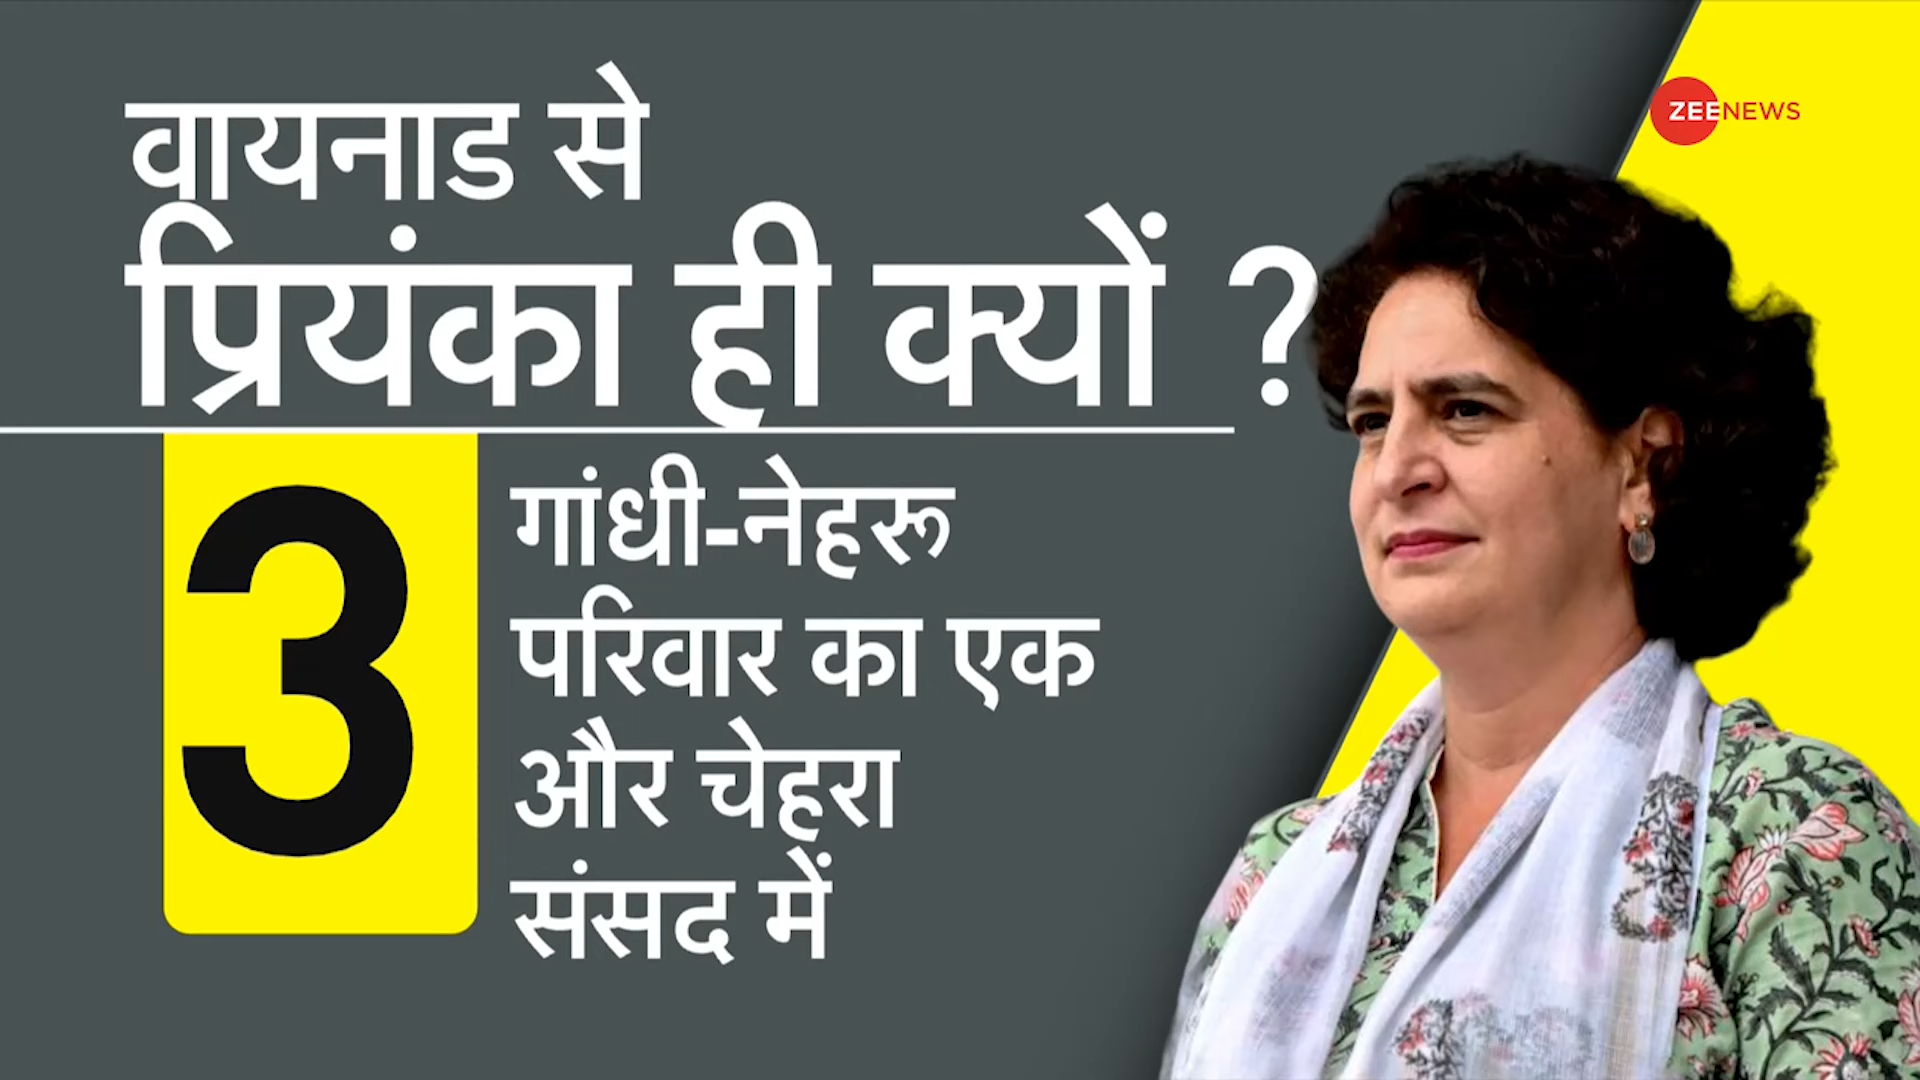 ZEENEWS
वायनाड से
प्रियंका ही क्यों ?
3
गांधी-नेहरू
परिवार का एक
और चेहरा
संसद में